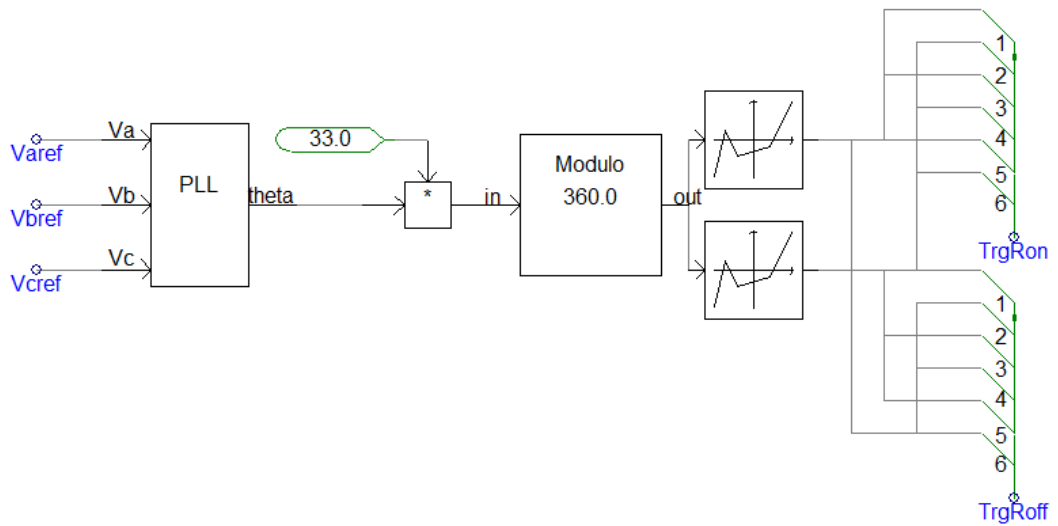 Varef
Va
Vbref
Vb
Vcref
Vc
PLL
theta
33.0
*
in
Modulo
360.0
out
1
2
3
4
5
6
TrgRon
1
2
3
4
5
6
TrgRoff